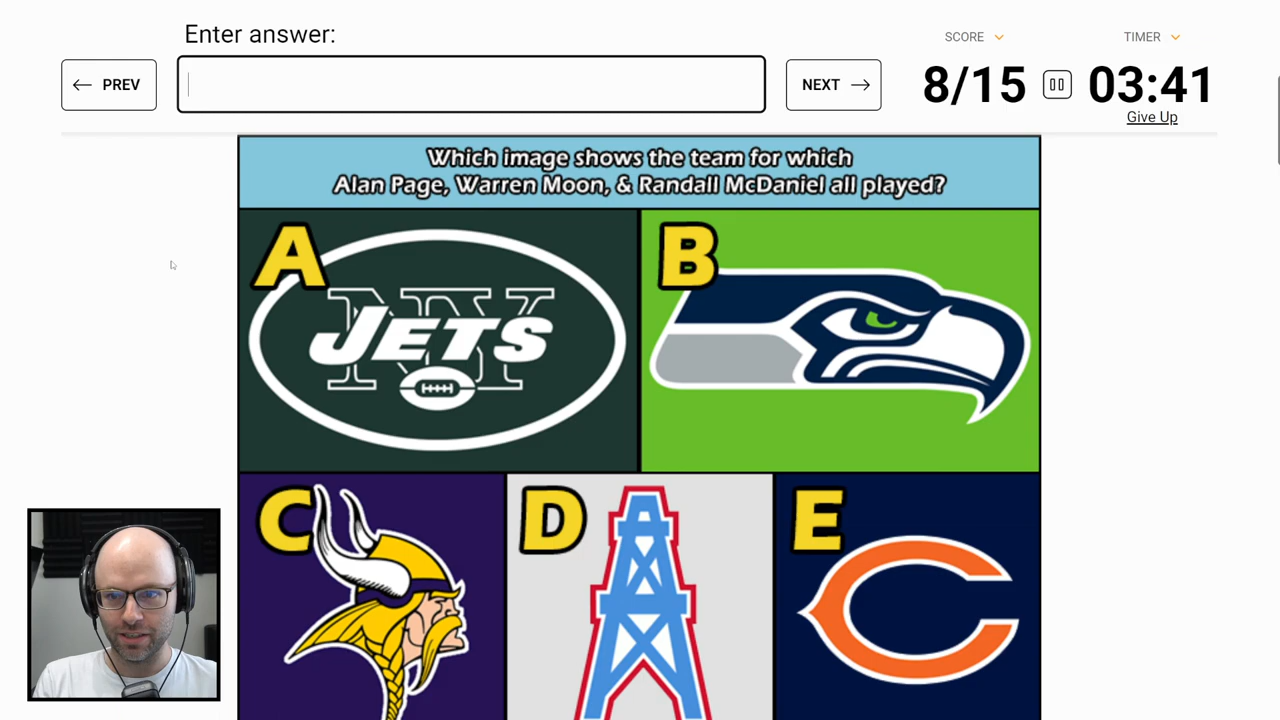 Enter answer:
SCORE
TIMER
← PREV
NEXT →
8/15
03:41
Give Up
Which image shows the team for which
Alan Page, Warren Moon, & Randall McDaniel all played?
A
NY
JETS
B
C
D
E